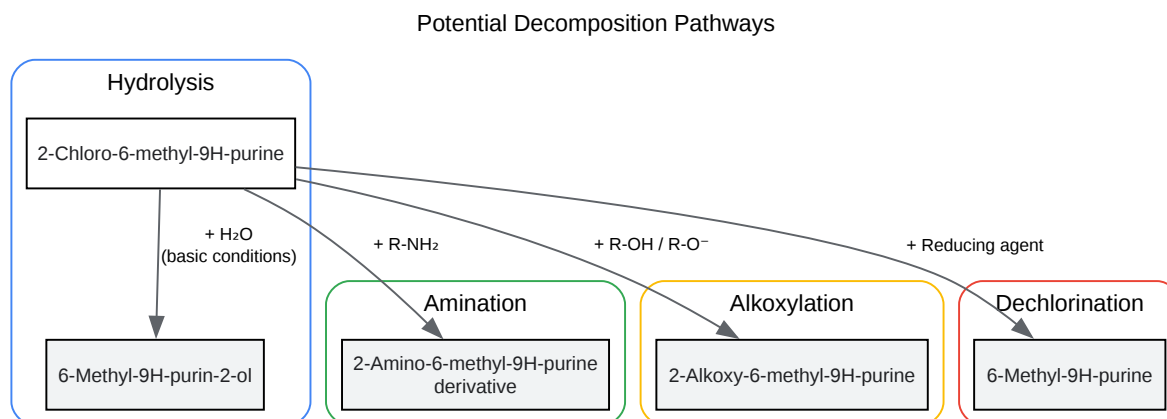 Potential Decomposition Pathways
Hydrolysis
2-Chloro-6-methyl-9H-purine
+ H₂O
(basic conditions)
+ R-NH₂
+ R-OH / R-O⁻
+ Reducing agent
Amination
Alkoxylation
Dechlorination
6-Methyl-9H-purin-2-ol
2-Amino-6-methyl-9H-purine
derivative
2-Alkoxy-6-methyl-9H-purine
6-Methyl-9H-purine